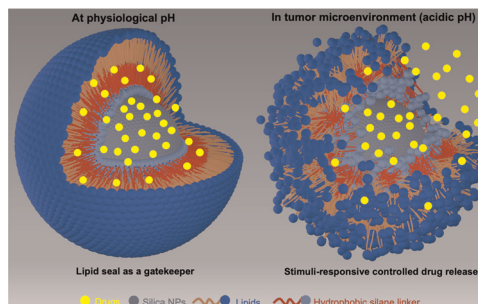 At physiological pH
In tumor microenvironment (acidic pH)
Lipid seal as a gatekeeper
Stimuli-responsive controlled drug release
Drugs Silica NPs Lipids Hydrophobic silane linker